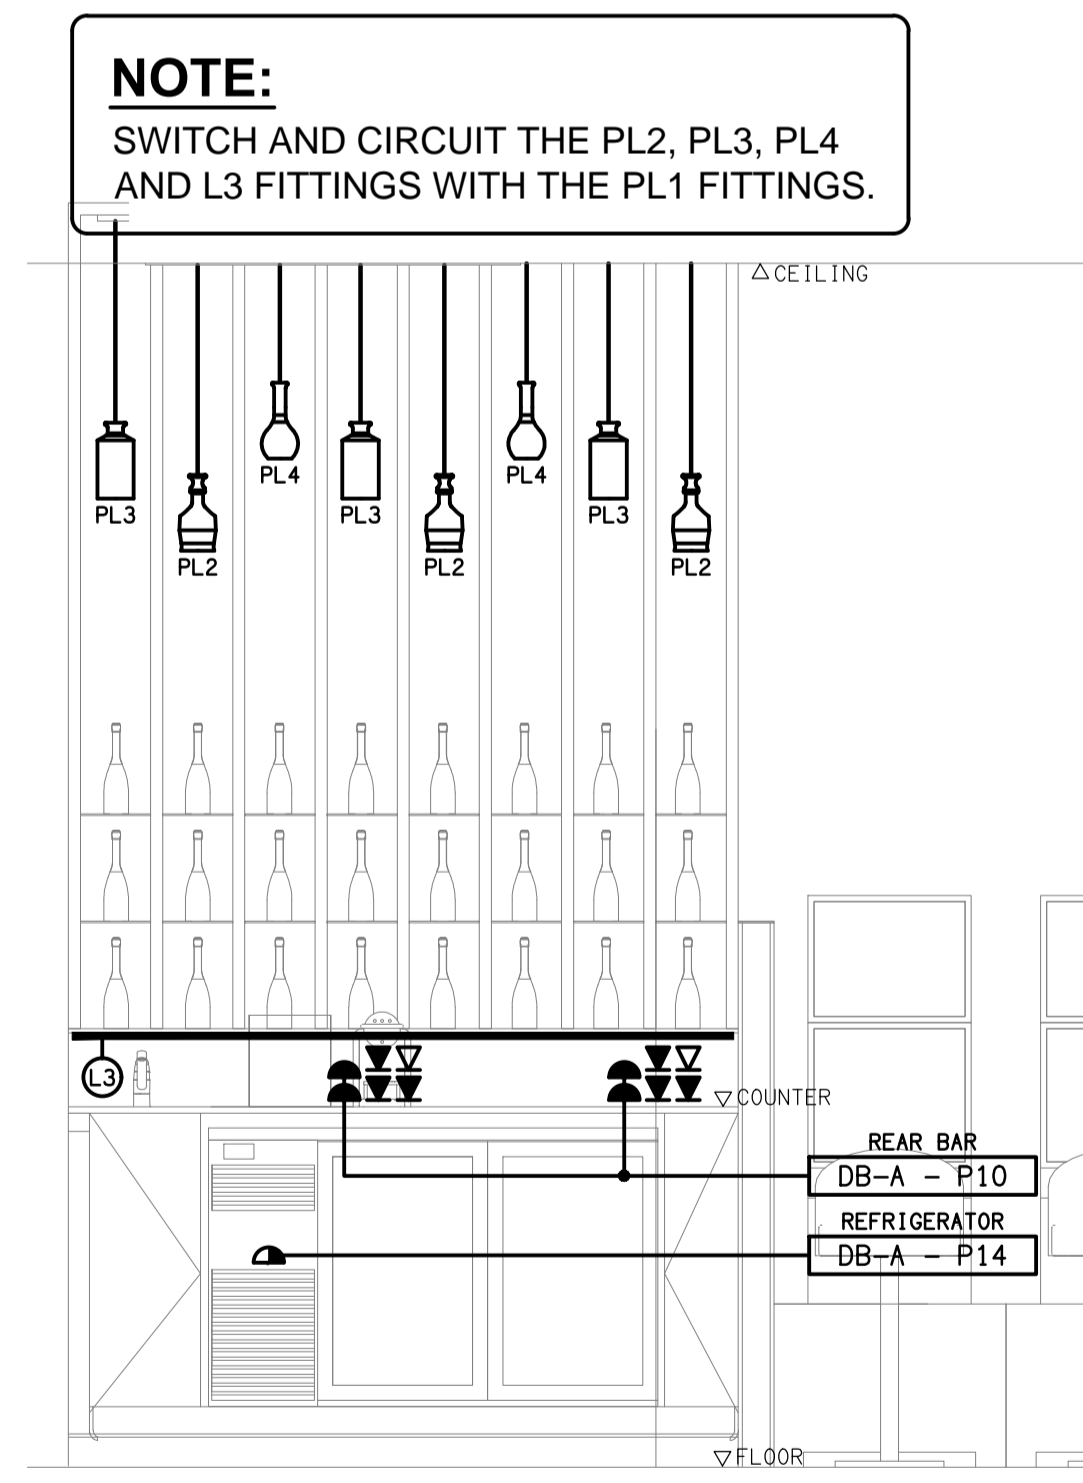 NOTE:
SWITCH AND CIRCUIT THE PL2, PL3, PL4
AND L3 FITTINGS WITH THE PL1 FITTINGS.
CEILING
PL4
PL4
PL3
PL3
PL3
PL2
PL2
PL2
L3
COUNTER
REAR BAR
DB-A - P10
REFRIGERATOR
DB-A - P14
FLOOR